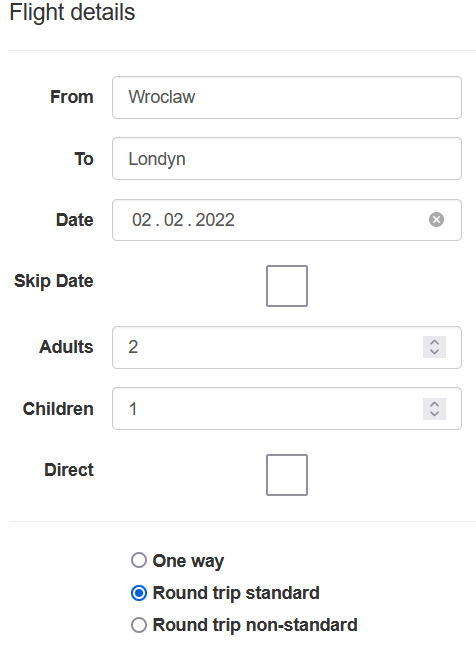 Flight details
From Wroclaw
To Londyn
Date 02 . 02 . 2022
Skip Date
Adults 2
Children 1
Direct
One way
Round trip standard
Round trip non-standard